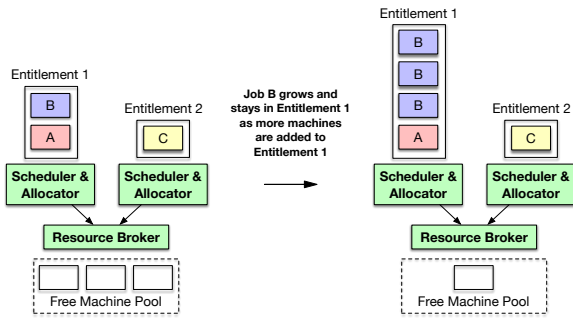 Entitlement 1
B
A
Entitlement 2
C
Scheduler &
Allocator
Scheduler &
Allocator
Resource Broker
Free Machine Pool
Job B grows and
stays in Entitlement 1
as more machines
are added to
Entitlement 1
Entitlement 1
B
B
B
A
Entitlement 2
C
Scheduler &
Allocator
Scheduler &
Allocator
Resource Broker
Free Machine Pool